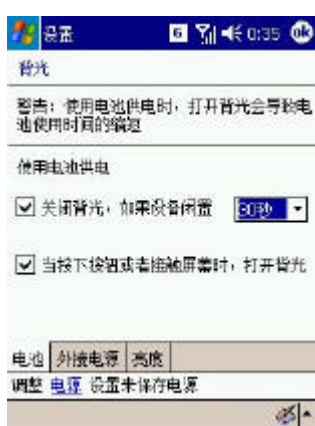 设置 G 0:35 ok
背光
警告：使用电池供电时，打开背光会导致电
池使用时间的缩短
使用电池供电
关闭背光，如果设备闲置 30秒
当按下按钮或者接触屏幕时，打开背光
电池 外接电源 亮度
调整 电源 设置来保存电源